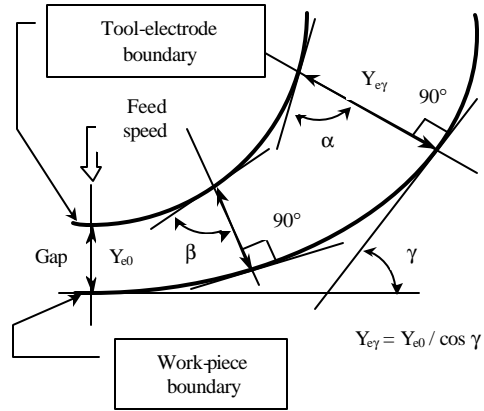 Tool-electrode
boundary
Feed
speed
Y_eγ
90°
α
90°
β
Gap
Y_e0
γ
Y_eγ = Y_e0 / cos γ
Work-piece
boundary